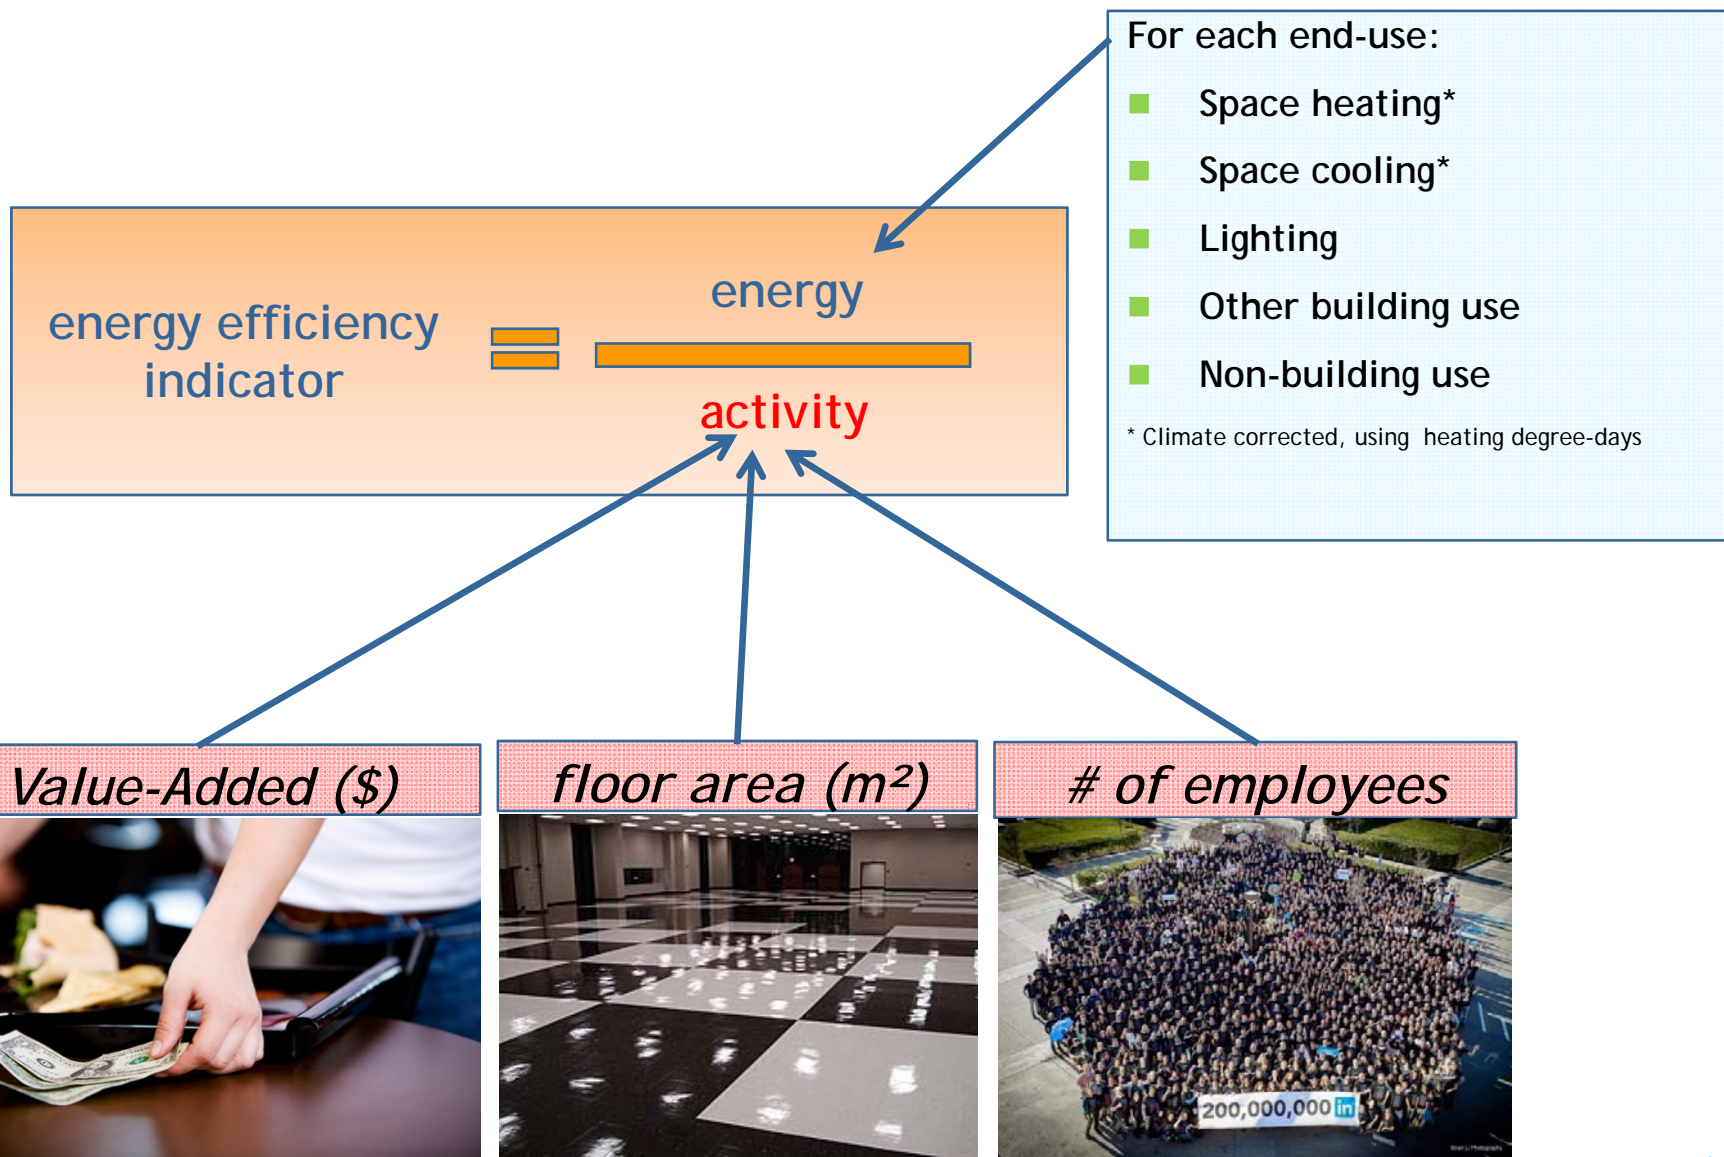 For each end-use:
Space heating*
Space cooling*
Lighting
Other building use
Non-building use
* Climate corrected, using heating degree-days
energy efficiency
indicator
energy
activity
Value-Added ($)
floor area (m²)
# of employees
200,000,000 in